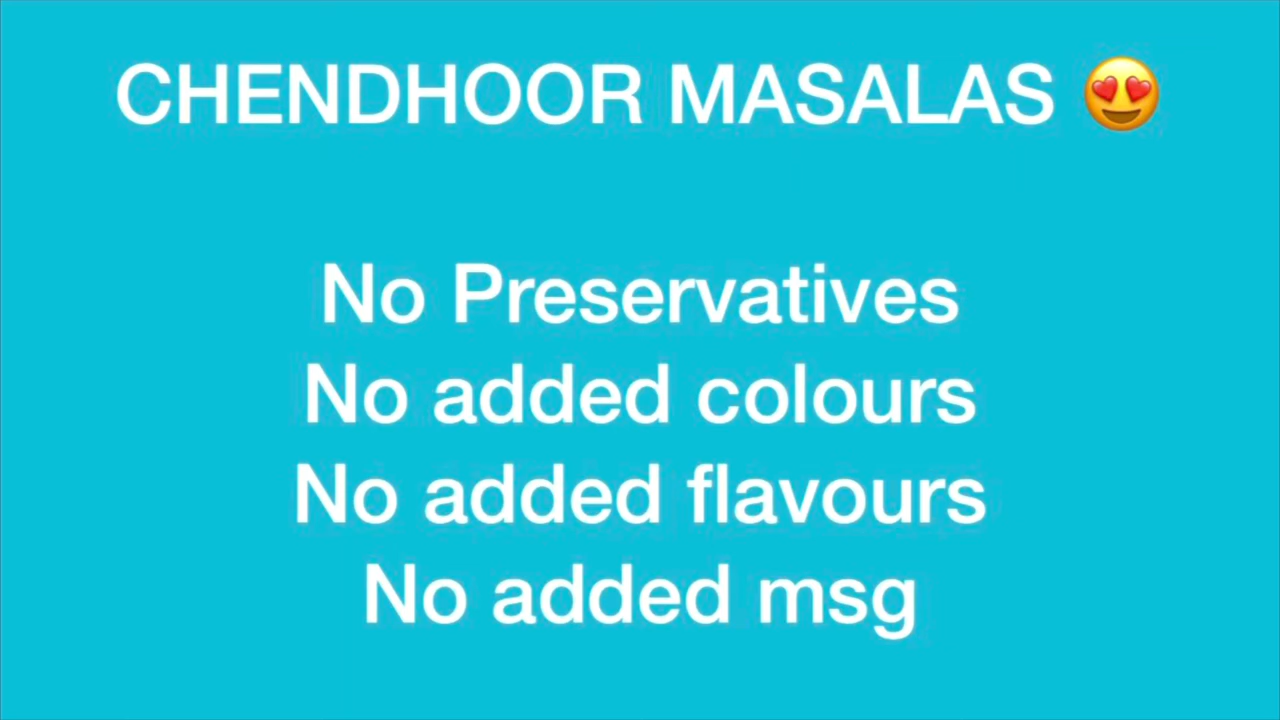 CHENDHOOR MASALAS 😍
No Preservatives
No added colours
No added flavours
No added msg